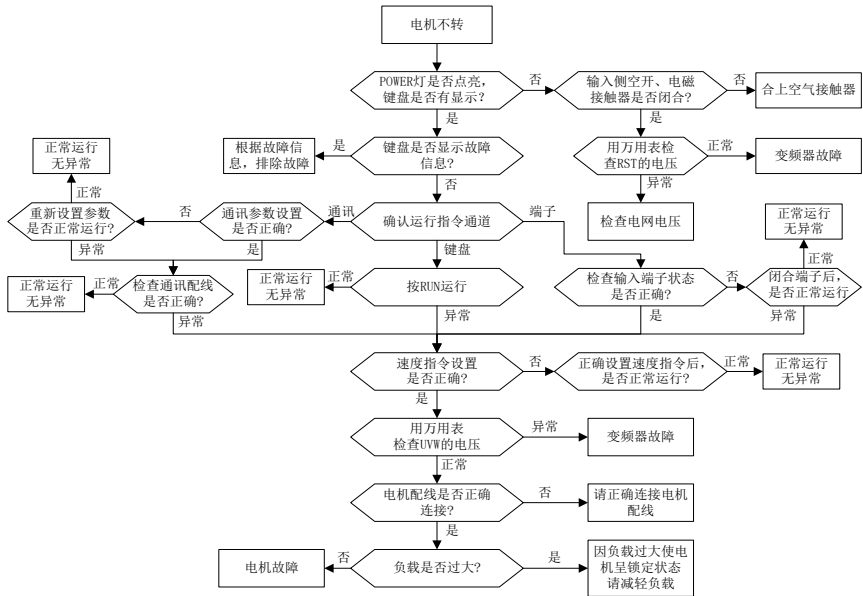 电机不转
POWER灯是否点亮，
键盘是否有显示？
否
输入侧空开、电磁
接触器是否闭合？
否
合上空气接触器
是
是
正常运行
无异常
根据故障信
息，排除故障
是
键盘是否显示故障
信息？
用万用表检
查RST的电压
正常
变频器故障
正常
否
异常
重新设置参数
是否正常运行？
否
通讯参数设置
是否正确？
通讯
确认运行指令通道
端子
检查电网电压
正常运行
无异常
异常
是
键盘
正常
正常运行
无异常
正常
检查通讯配线
是否正确？
正常运行
无异常
正常
按RUN运行
检查输入端子状态
是否正确？
否
闭合端子后，
是否正常运行
异常
异常
是
异常
速度指令设置
是否正确？
否
正确设置速度指令后，
是否正常运行？
正常
正常运行
无异常
是
用万用表
检查UVW的电压
异常
变频器故障
正常
电机配线是否正确
连接？
否
请正确连接电机
配线
是
电机故障
否
负载是否过大？
是
因负载过大使电
机呈锁定状态
请减轻负载